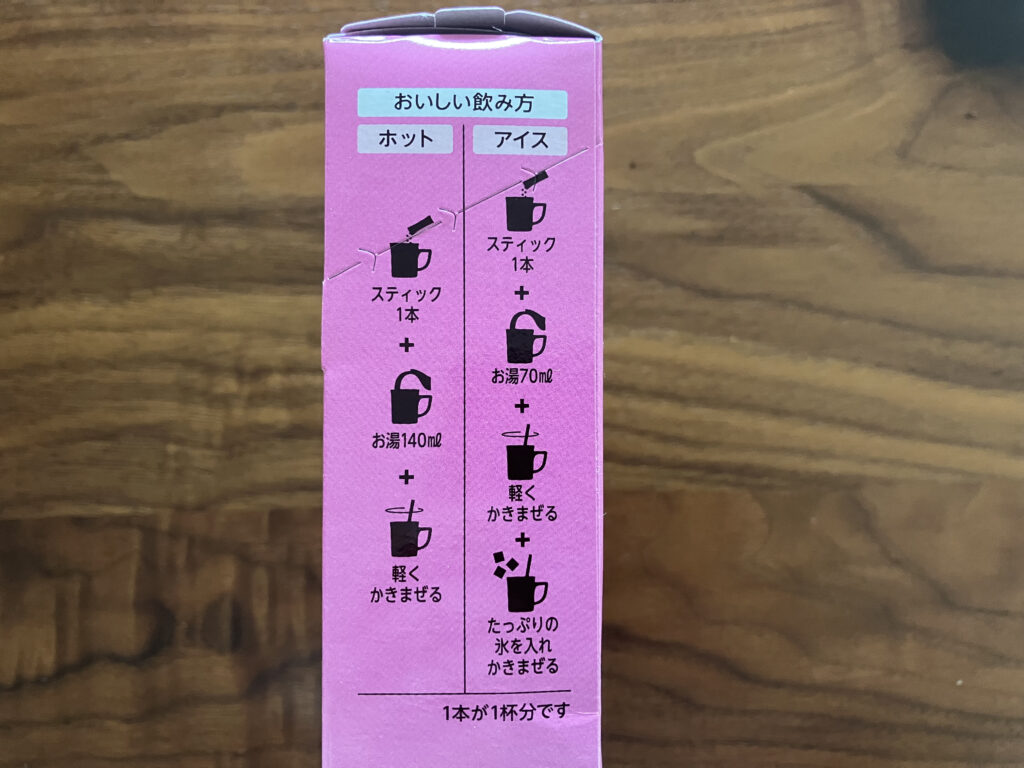 おいしい飲み方
ホット
スティック
1本
+
お湯140㎖
+
軽く
かきまぜる
アイス
スティック
1本
+
お湯70㎖
+
軽く
かきまぜる
+
たっぷりの
氷を入れ
かきまぜる
1本が1杯分です